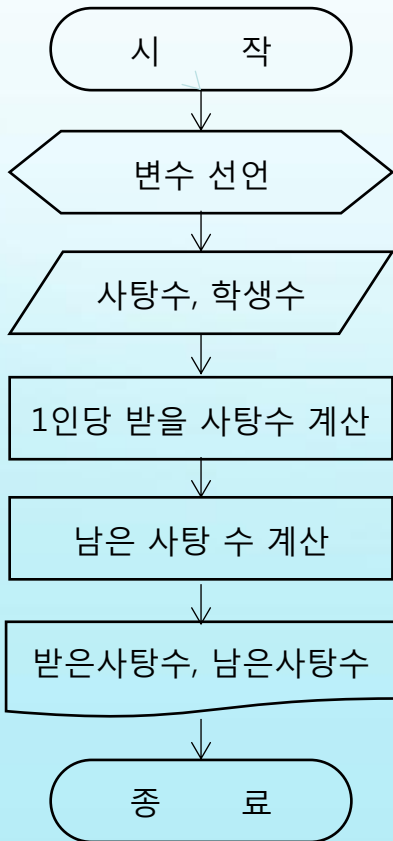 시 작
변수 선언
사탕수, 학생수
1인당 받을 사탕수 계산
남은 사탕 수 계산
받은사탕수, 남은사탕수
종 료